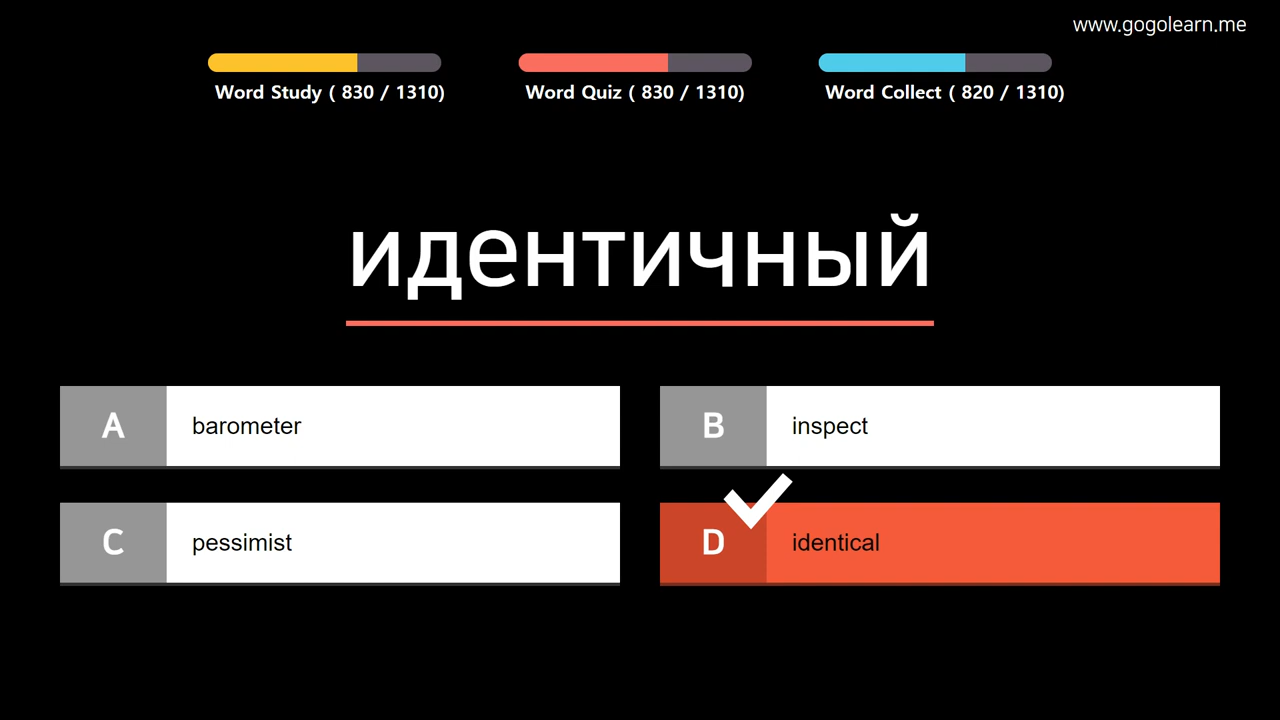 www.gogolearn.me
Word Study ( 830 / 1310)
Word Quiz ( 830 / 1310)
Word Collect ( 820 / 1310)
идентичный
A barometer
B inspect
C pessimist
D identical